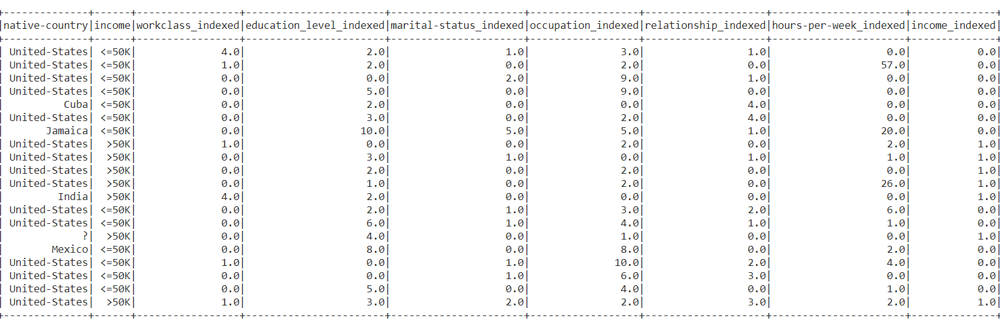 +--------------+------+-----------------+-----------------------+----------------------+------------------+--------------------+----------------------+--------------+
|native-country|income|workclass_indexed|education_level_indexed|marital-status_indexed|occupation_indexed|relationship_indexed|hours-per-week_indexed|income_indexed|
+--------------+------+-----------------+-----------------------+----------------------+------------------+--------------------+----------------------+--------------+
| United-States| <=50K| 4.0| 2.0| 1.0| 3.0| 1.0| 0.0| 0.0|
| United-States| <=50K| 1.0| 2.0| 0.0| 2.0| 0.0| 57.0| 0.0|
| United-States| <=50K| 0.0| 0.0| 2.0| 9.0| 1.0| 0.0| 0.0|
| United-States| <=50K| 0.0| 5.0| 0.0| 9.0| 0.0| 0.0| 0.0|
| Cuba| <=50K| 0.0| 2.0| 0.0| 0.0| 4.0| 0.0| 0.0|
| United-States| <=50K| 0.0| 3.0| 0.0| 2.0| 4.0| 0.0| 0.0|
| Jamaica| <=50K| 0.0| 10.0| 5.0| 5.0| 1.0| 20.0| 0.0|
| United-States| >50K| 1.0| 0.0| 0.0| 2.0| 0.0| 2.0| 1.0|
| United-States| >50K| 0.0| 3.0| 1.0| 0.0| 1.0| 1.0| 1.0|
| United-States| >50K| 0.0| 2.0| 0.0| 2.0| 0.0| 0.0| 1.0|
| United-States| >50K| 0.0| 1.0| 0.0| 2.0| 0.0| 26.0| 1.0|
| India| >50K| 4.0| 2.0| 0.0| 0.0| 0.0| 0.0| 1.0|
| United-States| <=50K| 0.0| 2.0| 1.0| 3.0| 2.0| 6.0| 0.0|
| United-States| <=50K| 0.0| 6.0| 1.0| 4.0| 1.0| 1.0| 0.0|
| ?| >50K| 0.0| 4.0| 0.0| 1.0| 0.0| 0.0| 1.0|
| Mexico| <=50K| 0.0| 8.0| 0.0| 8.0| 0.0| 2.0| 0.0|
| United-States| <=50K| 1.0| 0.0| 1.0| 10.0| 2.0| 4.0| 0.0|
| United-States| <=50K| 0.0| 0.0| 1.0| 6.0| 3.0| 0.0| 0.0|
| United-States| <=50K| 0.0| 5.0| 0.0| 4.0| 0.0| 1.0| 0.0|
| United-States| >50K| 1.0| 3.0| 2.0| 2.0| 3.0| 2.0| 1.0|
+--------------+------+-----------------+-----------------------+----------------------+------------------+--------------------+----------------------+--------------+